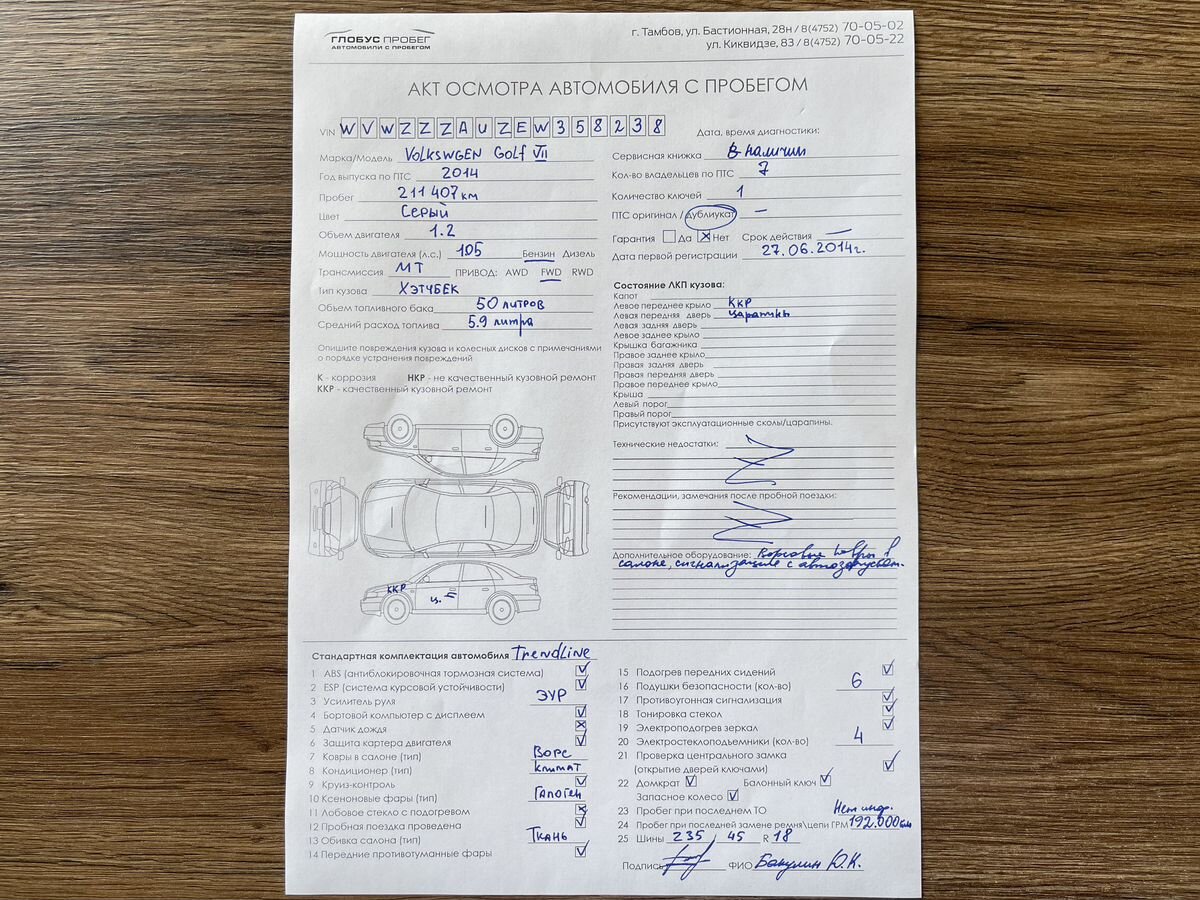 ГЛОБУС ПРОБЕГ
АВТОМОБИЛИ С ПРОБЕГОМ
г. Тамбов, ул. Бастионная, 28н / 8(4752) 70-05-02
ул. Киквидзе, 83 / 8(4752) 70-05-22
АКТ ОСМОТРА АВТОМОБИЛЯ С ПРОБЕГОМ
VIN WVWZZZAUZEW358238
Марка/Модель VOLKSWGEN Golf VII
Год выпуска по ПТС 2014
Пробег 211 407 км
Цвет Серый
Объем двигателя 1.2
Мощность двигателя (л.с.) 105 Бензин Дизель
Трансмиссия МТ ПРИВОД: AWD FWD RWD
Тип кузова Хэтчбек
Объем топливного бака 50 литров
Средний расход топлива 5.9 литра
Опишите повреждения кузова и колесных дисков с примечаниями
о порядке устранения повреждений
К - коррозия НКР - не качественный кузовной ремонт
ККР - качественный кузовной ремонт
ККР
ц.
Дата, время диагностики:
Сервисная книжка В наличии
Кол-во владельцев по ПТС 7
Количество ключей 1
ПТС оригинал / дублиукат —
Гарантия Да Нет Срок действия —
Дата первой регистрации 27.06.2014г.
Состояние ЛКП кузова:
Капот
Левое переднее крыло ККР
Левая передняя дверь царапины
Левая задняя дверь
Левое заднее крыло
Крышка багажника
Правое заднее крыло
Правая задняя дверь
Правая передняя дверь
Правое переднее крыло
Крыша
Левый порог
Правый порог
Присутствуют эксплуатационные сколы/царапины.
Технические недостатки:
Рекомендации, замечания после пробной поездки:
Дополнительное оборудование: Ворсовые ковры в
салоне, сигнализация с автозапуском.
Стандартная комплектация автомобиля TrendLine
1 ABS (антиблокировочная тормозная система)
2 ESP (система курсовой устойчивости)
3 Усилитель руля ЭУР
4 Бортовой компьютер с дисплеем
5 Датчик дождя
6 Защита картера двигателя
7 Ковры в салоне (тип) Ворс
8 Кондиционер (тип) Климат
9 Круиз-контроль
10 Ксеноновые фары (тип) Галоген
11 Лобовое стекло с подогревом
12 Пробная поездка проведена
13 Обивка салона (тип) Ткань
14 Передние противотуманные фары
15 Подогрев передних сидений
16 Подушки безопасности (кол-во) 6
17 Противоугонная сигнализация
18 Тонировка стекол
19 Электроподогрев зеркал
20 Электростеклоподъемники (кол-во) 4
21 Проверка центрального замка
(открытие дверей ключами)
22 Домкрат Балонный ключ
Запасное колесо
23 Пробег при последнем ТО Нет инф.
24 Пробег при последней замене ремня\цепи ГРМ 192.000
25 Шины 235 / 45 R 18
Подпись ФИО Бакулин Ю.К.